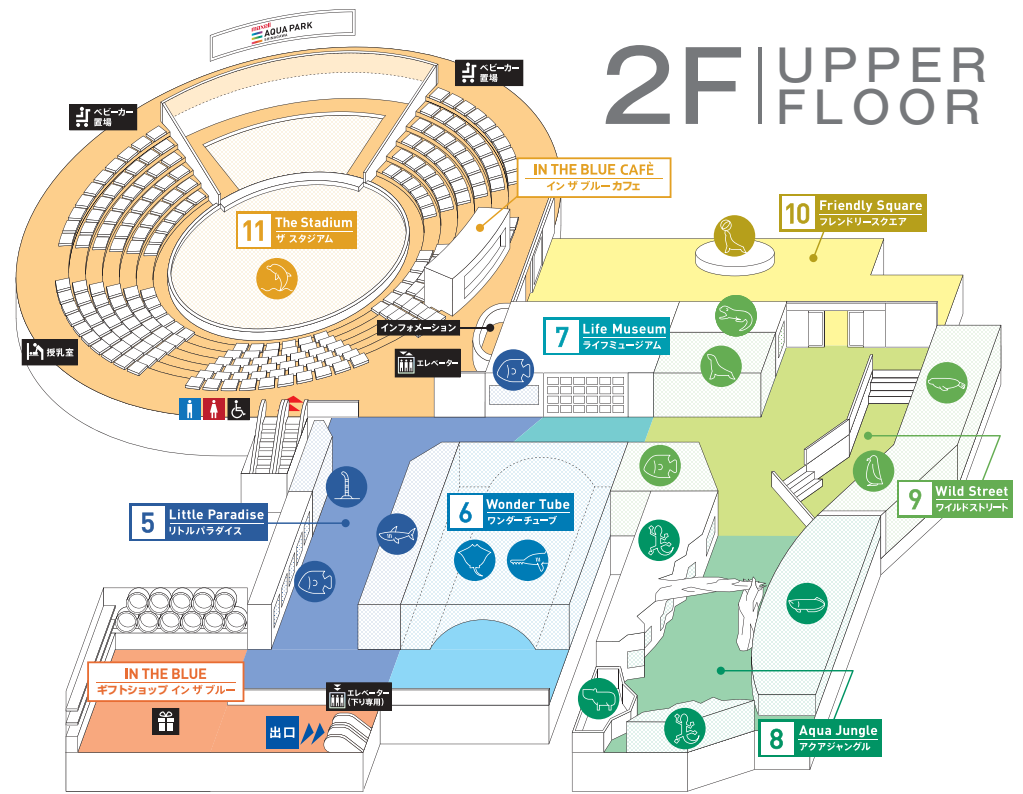 maxell
AQUA PARK
SHINAGAWA
2F
UPPER
FLOOR
ベビーカー
置場
ベビーカー
置場
IN THE BLUE CAFÈ
イン ザ ブルー カフェ
10
Friendly Square
フレンドリースクエア
11
The Stadium
ザ スタジアム
インフォメーション
7
Life Museum
ライフミュージアム
授乳室
エレベーター
9
Wild Street
ワイルドストリート
5
Little Paradise
リトルパラダイス
6
Wonder Tube
ワンダーチューブ
IN THE BLUE
ギフトショップ イン ザ ブルー
エレベーター
(下り専用)
出口
8
Aqua Jungle
アクアジャングル